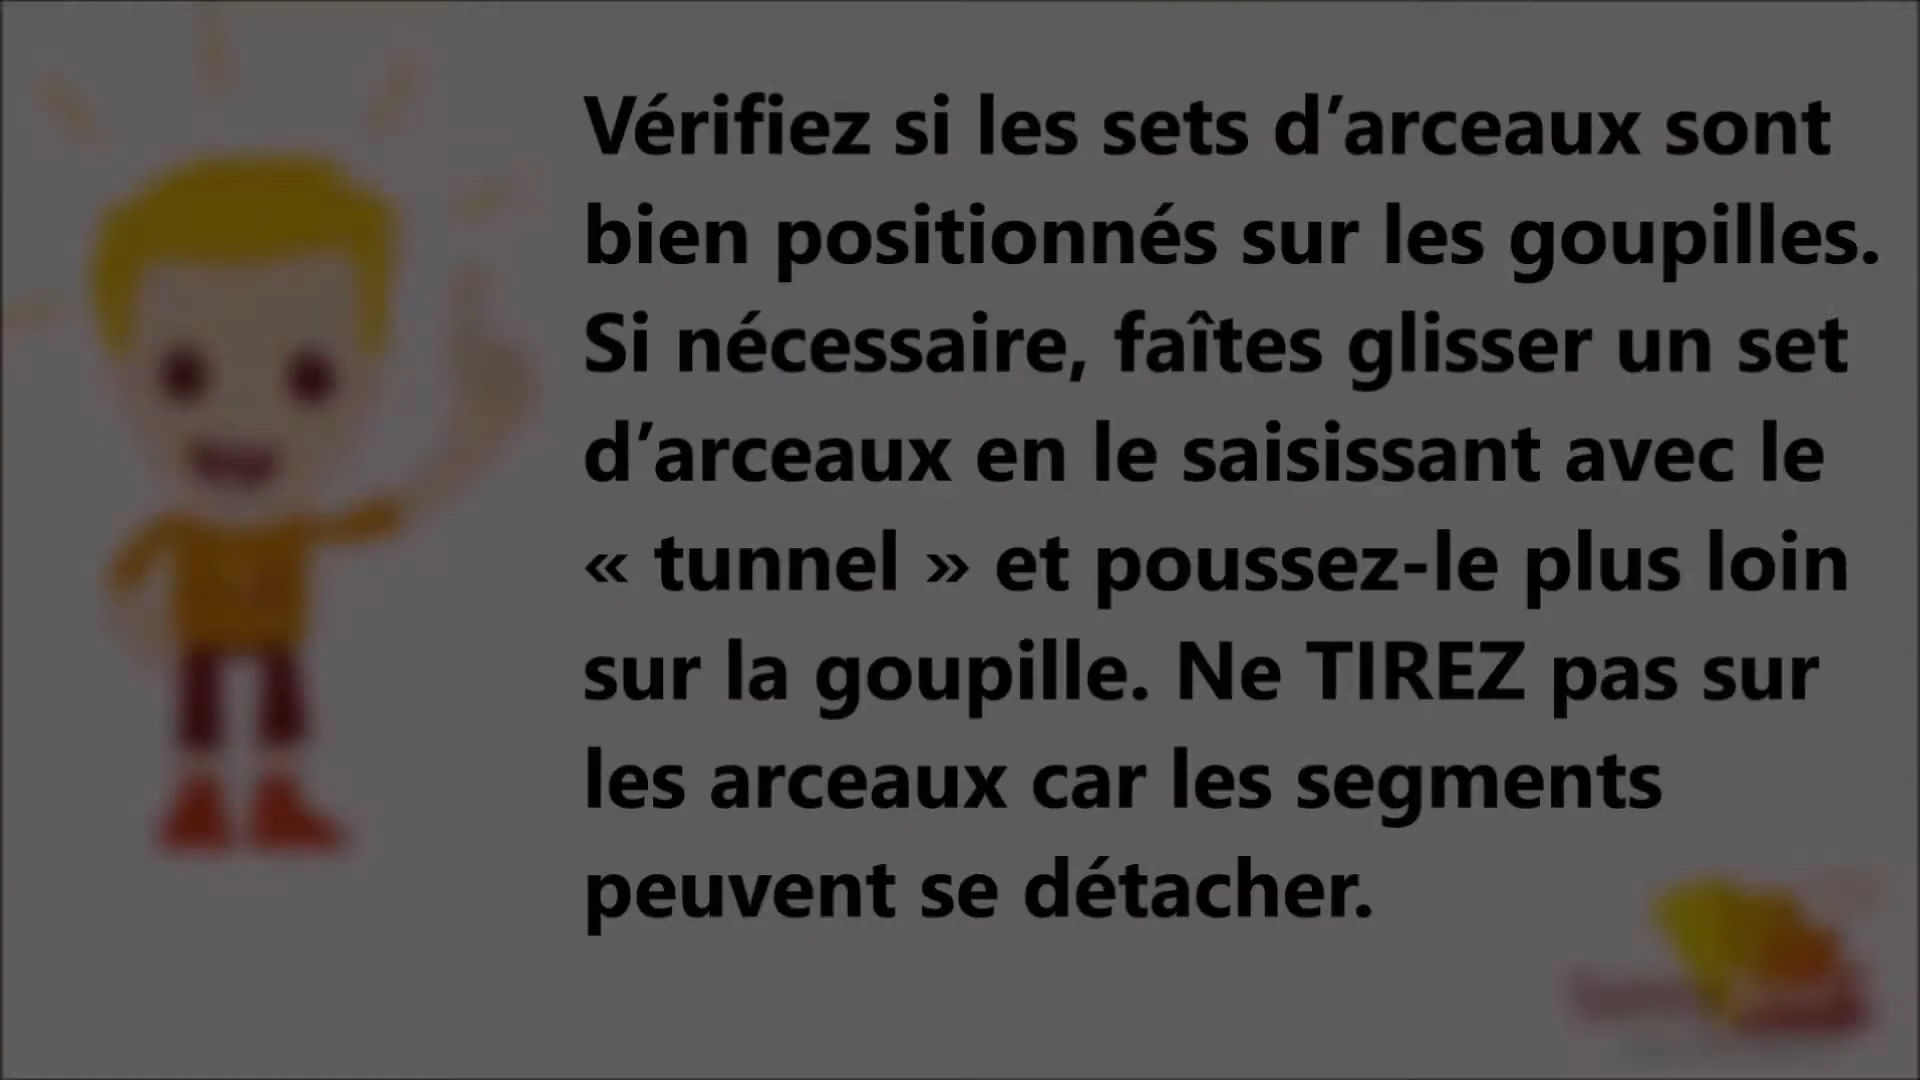 Vérifiez si les sets d’arceaux sont
bien positionnés sur les goupilles.
Si nécessaire, faîtes glisser un set
d’arceaux en le saisissant avec le
« tunnel » et poussez-le plus loin
sur la goupille. Ne TIREZ pas sur
les arceaux car les segments
peuvent se détacher.